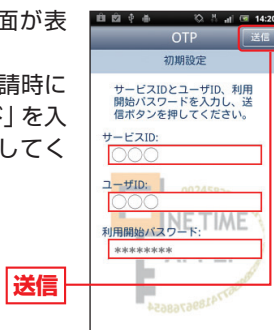 面が表
請時に
」を入
してく
14:20
OTP
送信
初期設定
サービスIDとユーザID、利用
開始パスワードを入力し、送
信ボタンを押してください。
サービスID:
○○○
ユーザID:
○○○
利用開始パスワード:
********
NE TIME
送信